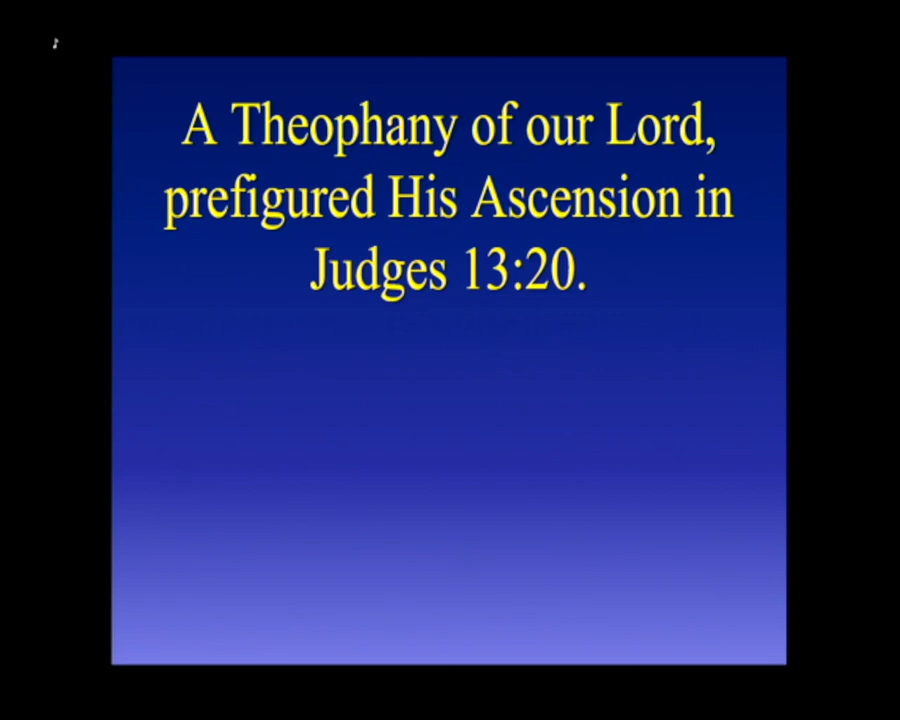 A Theophany of our Lord,
prefigured His Ascension in
Judges 13:20.